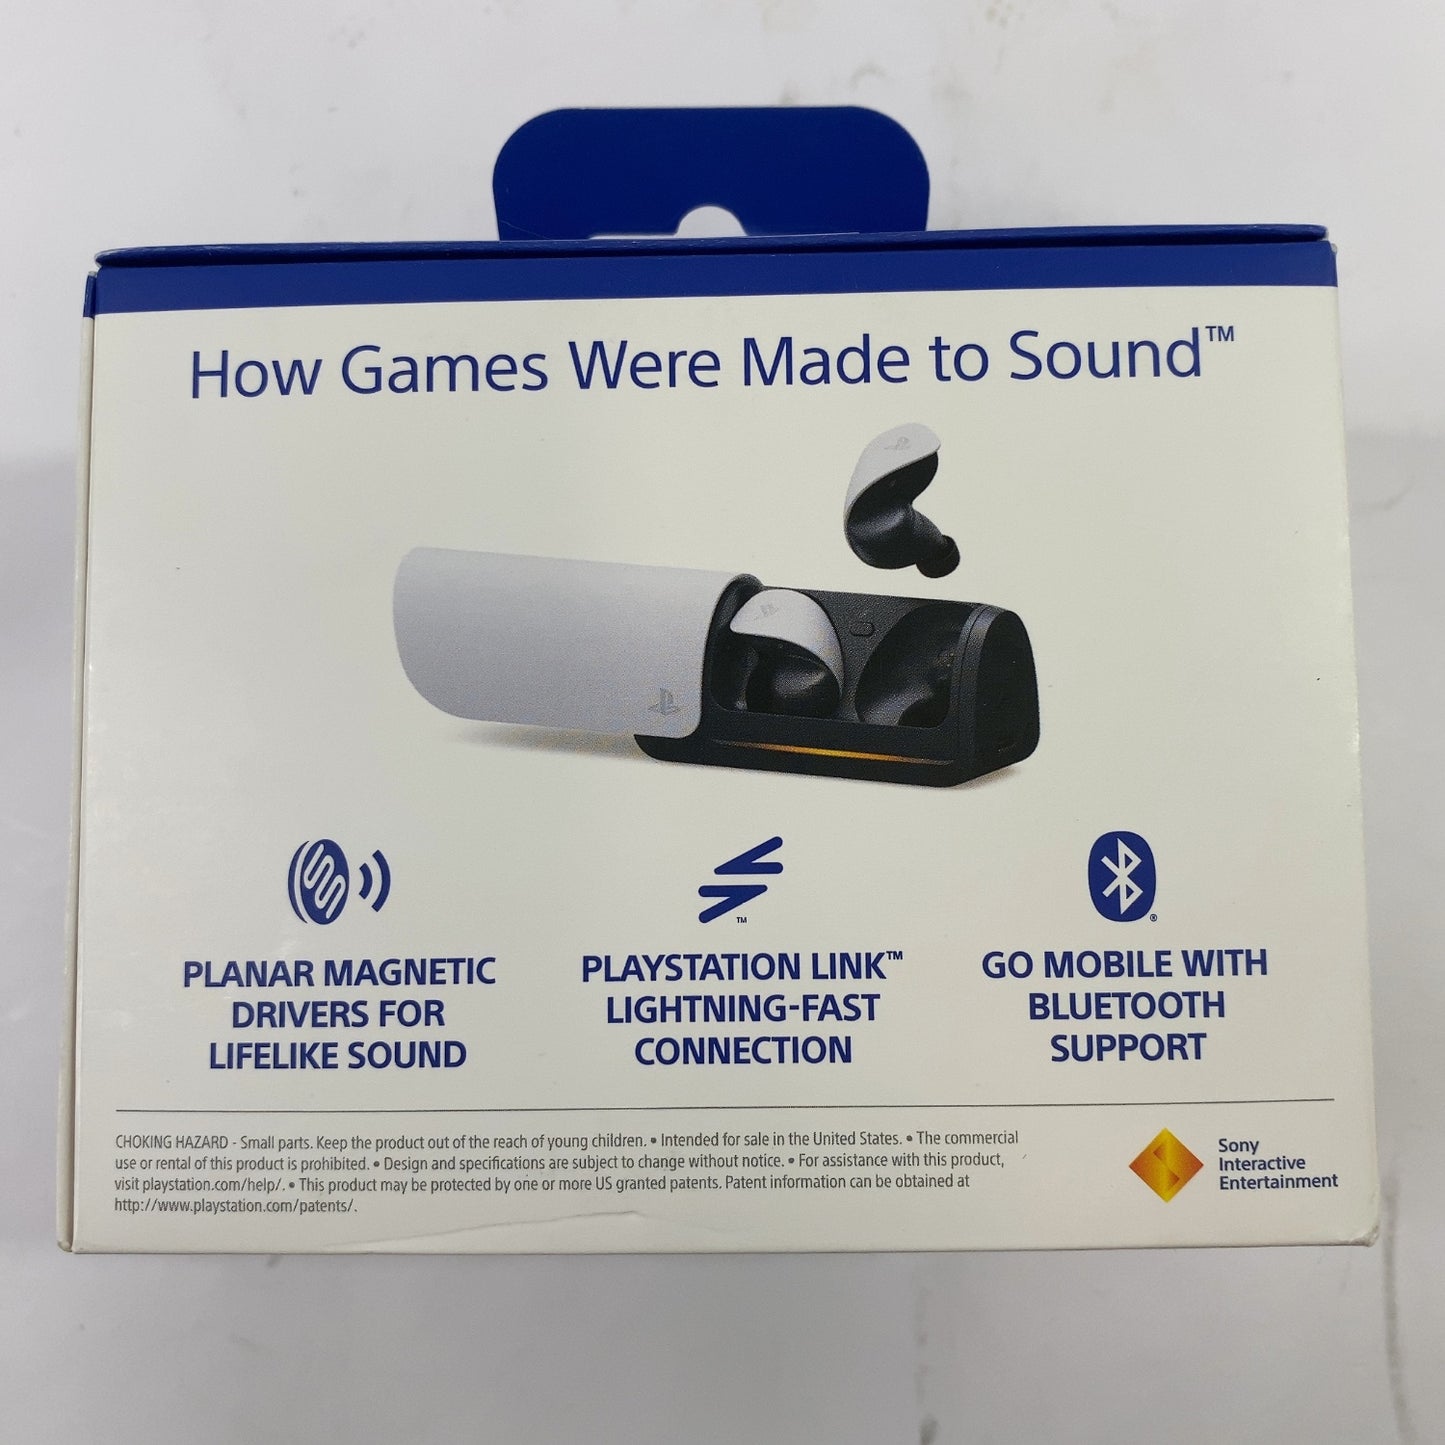 How Games Were Made to Sound™
PLANAR MAGNETIC
DRIVERS FOR
LIFELIKE SOUND
™
PLAYSTATION LINK™
LIGHTNING-FAST
CONNECTION
®
GO MOBILE WITH
BLUETOOTH
SUPPORT
CHOKING HAZARD - Small parts. Keep the product out of the reach of young children. • Intended for sale in the United States. • The commercial
use or rental of this product is prohibited. • Design and specifications are subject to change without notice. • For assistance with this product,
visit playstation.com/help/. • This product may be protected by one or more US granted patents. Patent information can be obtained at
http://www.playstation.com/patents/.
Sony
Interactive
Entertainment